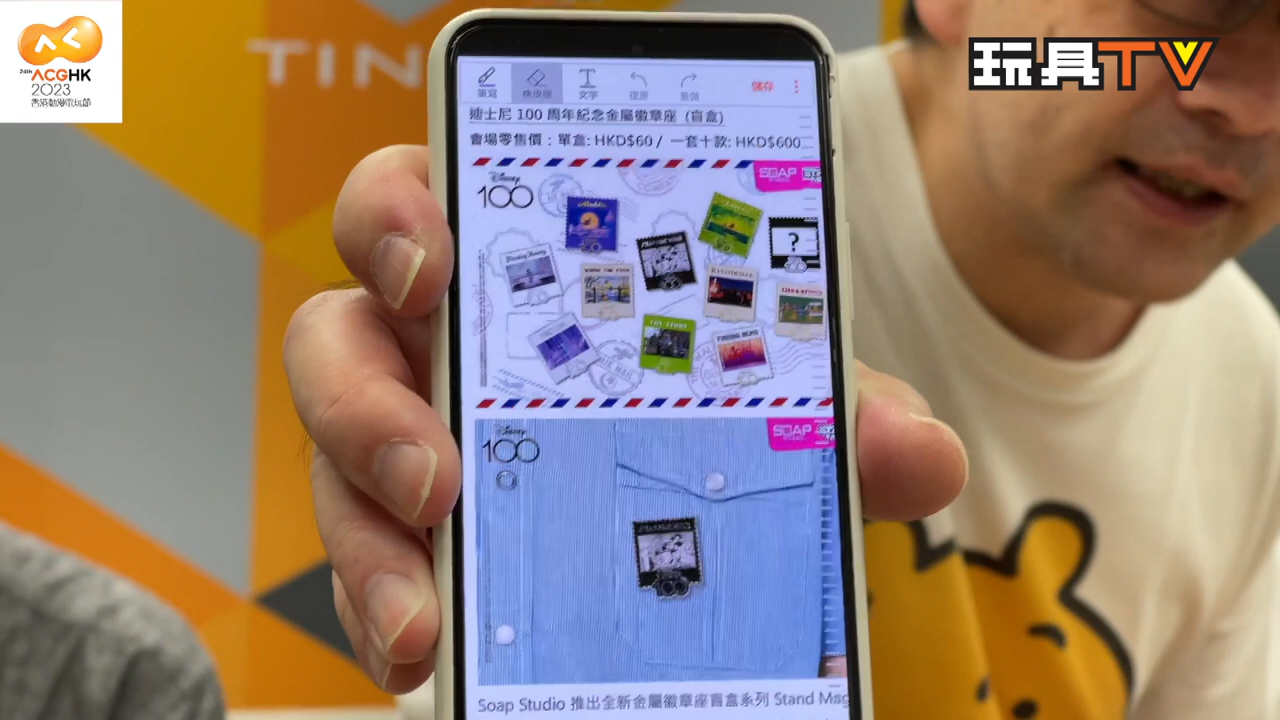 24th
ACGHK
2023
香港動漫電玩節
TIN
玩具TV
筆寫
橡皮擦
文字
復原
重做
儲存
迪士尼 100 周年紀念金屬徽章座 (盲盒)
會場零售價：單盒: HKD$60 / 一套十款: HKD$600
Disney
100
SOAP
Aladdin
?
WINNIE THE POOH
RATATOUILLE
TOY STORY
FINDING NEMO
AIR MAIL
Disney
100
SOAP
100
Soap Studio 推出全新金屬徽章座盲盒系列 Stand Mag